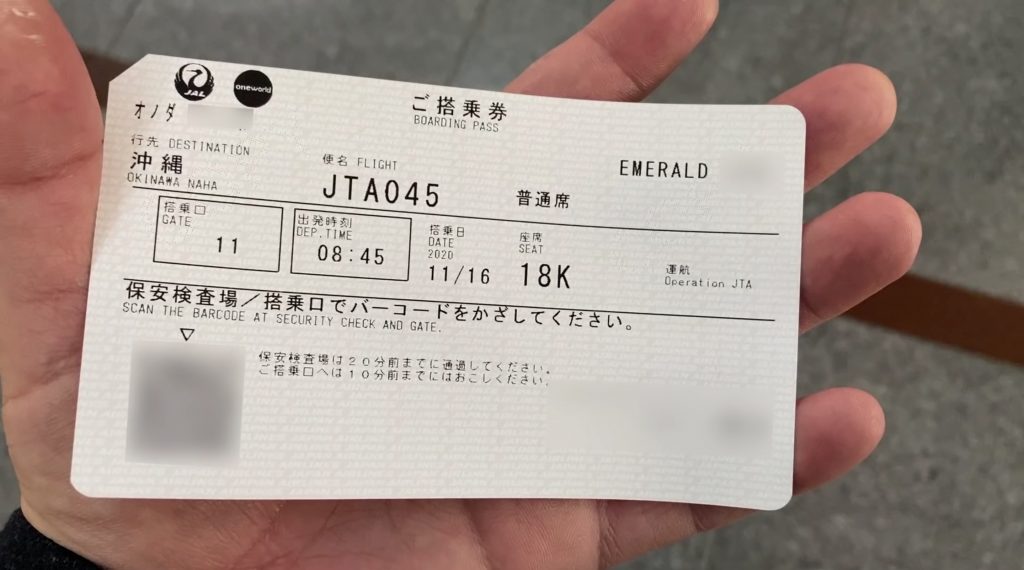 JAL
oneworld
オノダ
ご搭乗券
BOARDING PASS
行先 DESTINATION
沖縄
OKINAWA NAHA
便名 FLIGHT
JTA045
普通席
EMERALD
搭乗口
GATE
11
出発時刻
DEP.TIME
08:45
搭乗日
DATE
2020
11/16
座席
SEAT
18K
運航
Operation JTA
保安検査場/搭乗口でバーコードをかざしてください。
SCAN THE BARCODE AT SECURITY CHECK AND GATE.
保安検査場は20分前までに通過してください。
ご搭乗口へは10分前までにはおこしください。